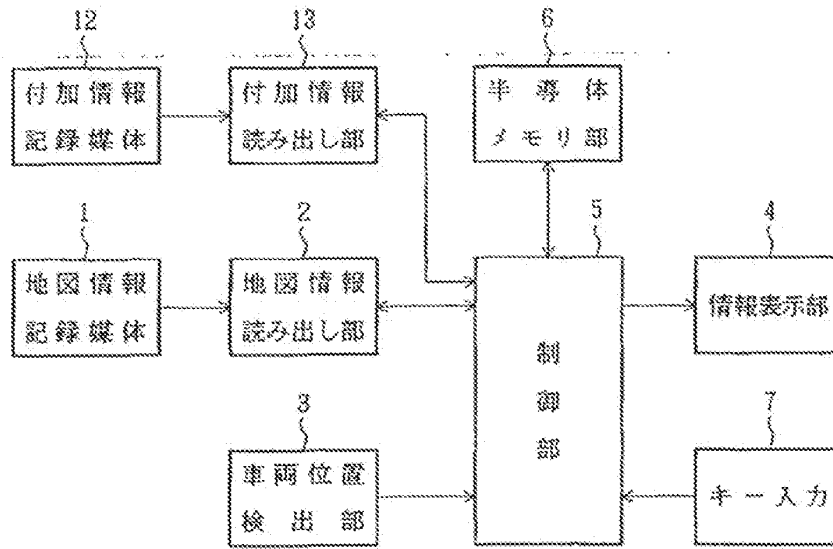 12
13
6
付加情報
記録媒体
付加情報
読み出し部
半導体
メモリ部
1
2
5
4
地図情報
記録媒体
地図情報
読み出し部
制
御
部
情報表示部
3
7
車両位置
検出部
キー入力